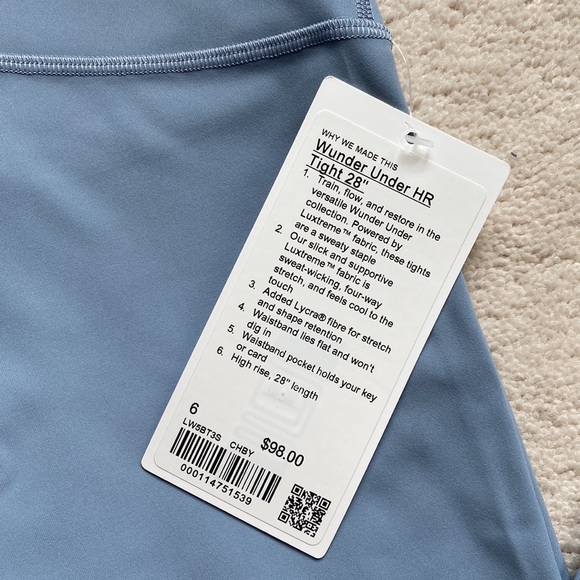 WHY WE MADE THIS
Wunder Under HR
Tight 28"
1. Train, flow, and restore in the
versatile Wunder Under
collection. Powered by
Luxtreme™ fabric, these tights
are a sweaty staple
2. Our slick and supportive
Luxtreme™ fabric is
sweat-wicking, four-way
stretch, and feels cool to the
touch
3. Added Lycra® fibre for stretch
and shape retention
4. Waistband lies flat and won't
dig in
5. Waistband pocket holds your key
or card
6. High rise, 28" length
6
LW5BT3S CHBY $98.00
000114751539